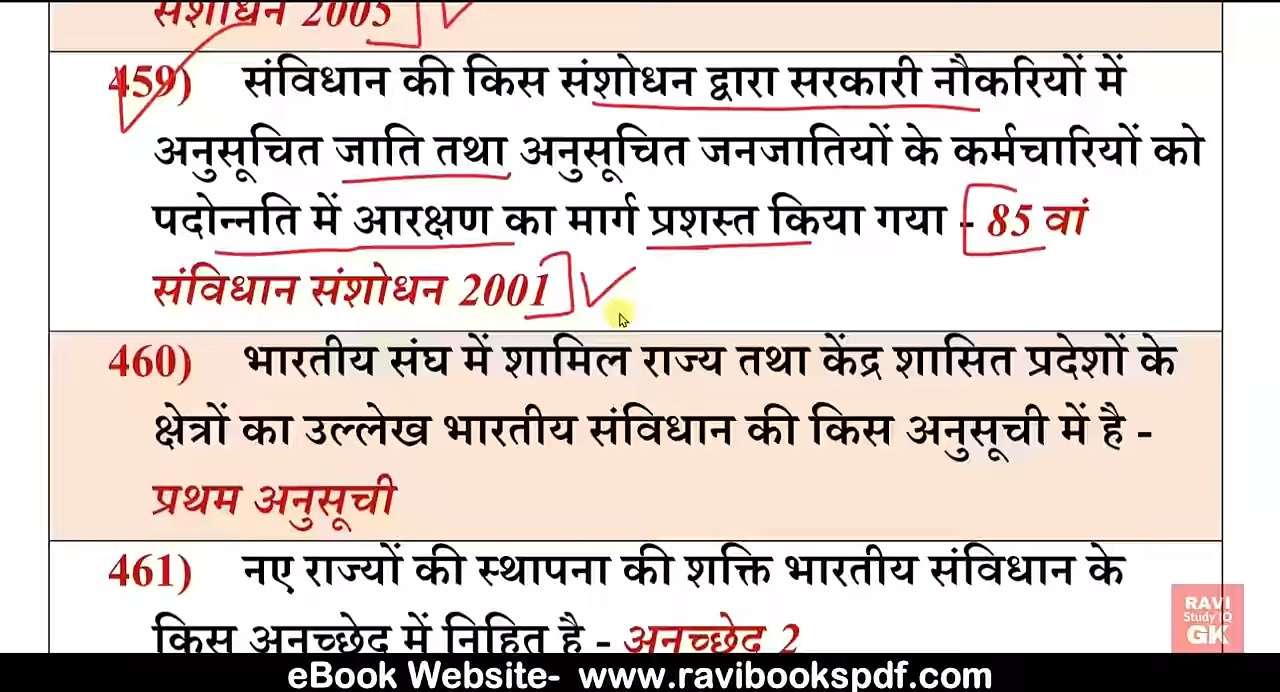 संशोधन 2005
459) संविधान की किस संशोधन द्वारा सरकारी नौकरियों में
अनुसूचित जाति तथा अनुसूचित जनजातियों के कर्मचारियों को
पदोन्नति में आरक्षण का मार्ग प्रशस्त किया गया - 85 वां
संविधान संशोधन 2001
460) भारतीय संघ में शामिल राज्य तथा केंद्र शासित प्रदेशों के
क्षेत्रों का उल्लेख भारतीय संविधान की किस अनुसूची में है -
प्रथम अनुसूची
461) नए राज्यों की स्थापना की शक्ति भारतीय संविधान के
किस अनुच्छेद में निहित है - अनुच्छेद 2
RAVI
Study IQ
GK
eBook Website- www.ravibookspdf.com